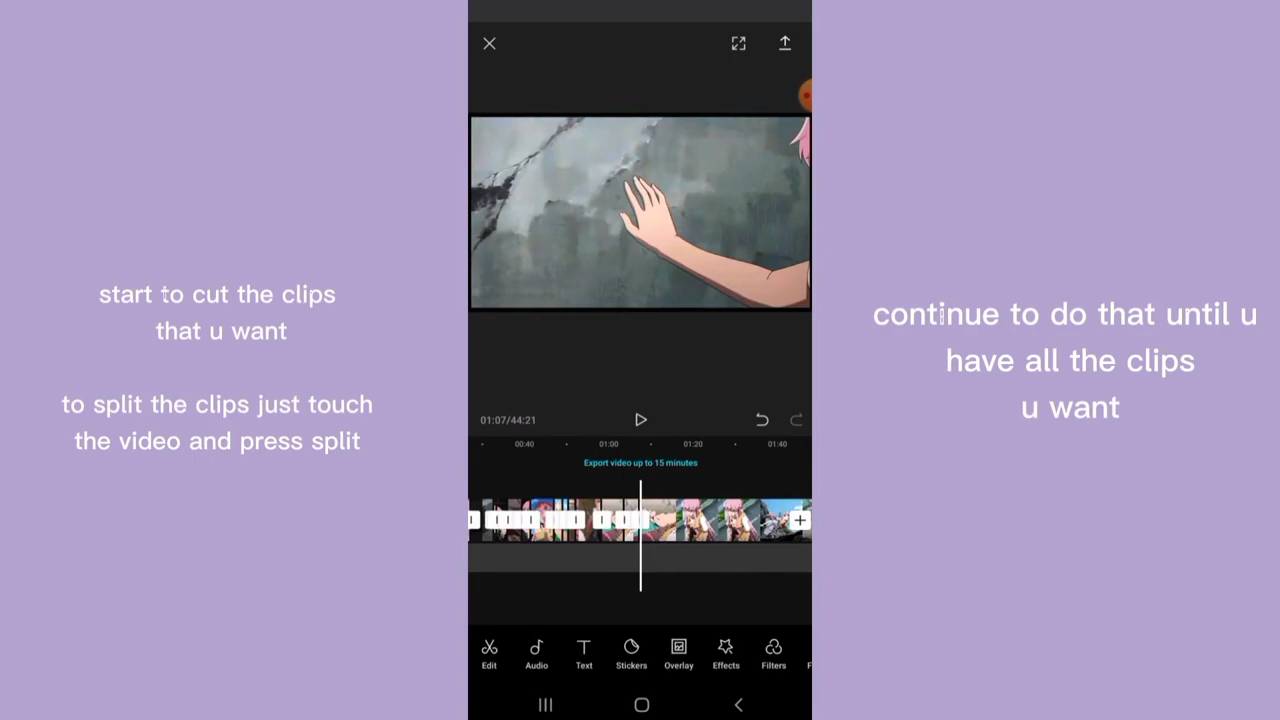 start to cut the clips
that u want
to split the clips just touch
the video and press split
01:07/44:21
00:40 01:00 01:20 01:40
Export video up to 15 minutes
Edit Audio Text Stickers Overlay Effects Filters F
continue to do that until u
have all the clips
u want